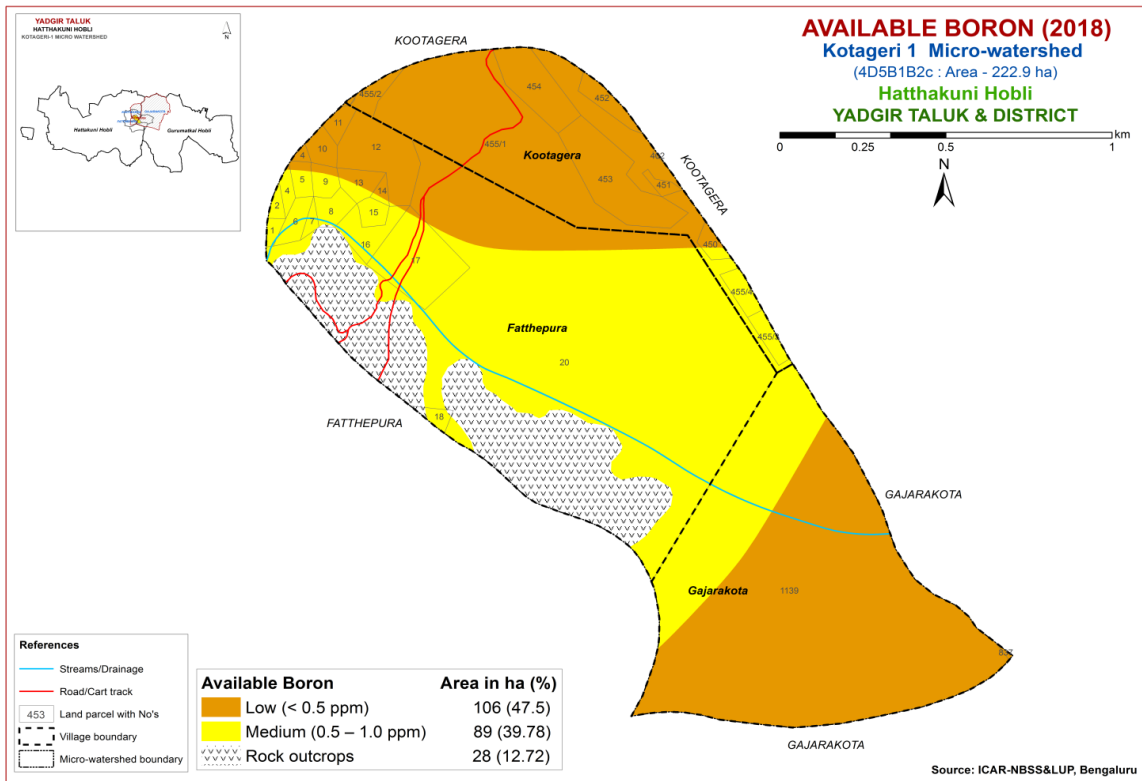 YADGIR TALUK
HATTHAKUNI HOBLI
KOTAGERI-1 MICRO WATERSHED
N
Hattakuni Hobli
Gurumatkal Hobli
AVAILABLE BORON (2018)
Kotageri 1 Micro-watershed
(4D5B1B2c : Area - 222.9 ha)
Hatthakuni Hobli
YADGIR TALUK & DISTRICT
km
0 0.25 0.5 1
N
KOOTAGERA
454
452
455/2
11
455/1
12
10
4
Kootagera
462
KOOTAGERA
453
451
5
9
13
4
14
2
15
8
6
7
1
16
450
17
455/4
455/3
Fatthepura
20
18
FATTHEPURA
GAJARAKOTA
Gajarakota
1139
GAJARAKOTA
References
Streams/Drainage
Road/Cart track
453 Land parcel with No's
Village boundary
Micro-watershed boundary
Available Boron Area in ha (%)
Low (< 0.5 ppm) 106 (47.5)
Medium (0.5 – 1.0 ppm) 89 (39.78)
Rock outcrops 28 (12.72)
Source: ICAR-NBSS&LUP, Bengaluru